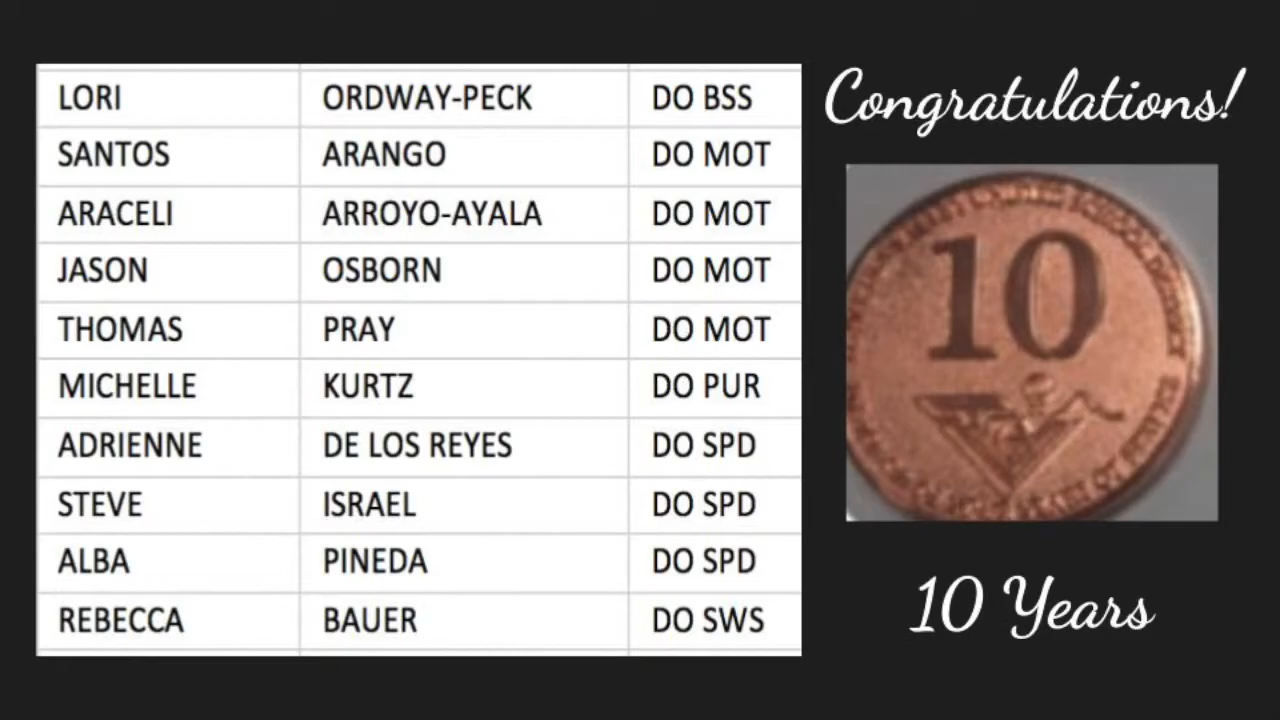 LORI ORDWAY-PECK DO BSS
SANTOS ARANGO DO MOT
ARACELI ARROYO-AYALA DO MOT
JASON OSBORN DO MOT
THOMAS PRAY DO MOT
MICHELLE KURTZ DO PUR
ADRIENNE DE LOS REYES DO SPD
STEVE ISRAEL DO SPD
ALBA PINEDA DO SPD
REBECCA BAUER DO SWS
Congratulations!
10
10 Years